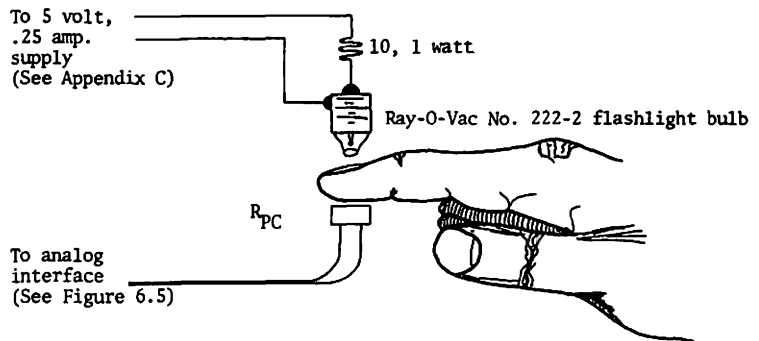 To 5 volt,
.25 amp.
supply
(See Appendix C)
10, 1 watt
Ray-O-Vac No. 222-2 flashlight bulb
RPC
To analog
interface
(See Figure 6.5)